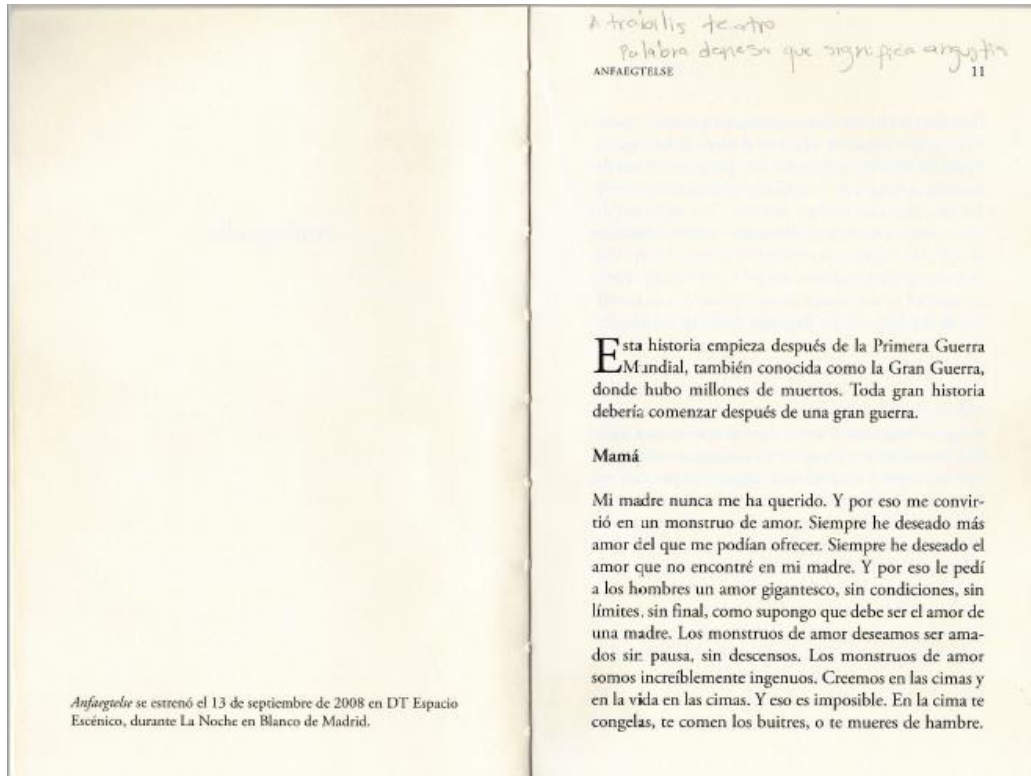 Anfaegtelse se estrenó el 13 de septiembre de 2008 en DT Espacio
Escénico, durante La Noche en Blanco de Madrid.
Atrabilis teatro
Palabra danesa que significa angustia
ANFAEGTELSE 11
Esta historia empieza después de la Primera Guerra
Mundial, también conocida como la Gran Guerra,
donde hubo millones de muertos. Toda gran historia
debería comenzar después de una gran guerra.
Mamá
Mi madre nunca me ha querido. Y por eso me convir-
tió en un monstruo de amor. Siempre he deseado más
amor del que me podían ofrecer. Siempre he deseado el
amor que no encontré en mi madre. Y por eso le pedí
a los hombres un amor gigantesco, sin condiciones, sin
límites, sin final, como supongo que debe ser el amor de
una madre. Los monstruos de amor deseamos ser ama-
dos sin pausa, sin descensos. Los monstruos de amor
somos increíblemente ingenuos. Creemos en las cimas y
en la vida en las cimas. Y eso es imposible. En la cima te
congelas, te comen los buitres, o te mueres de hambre.